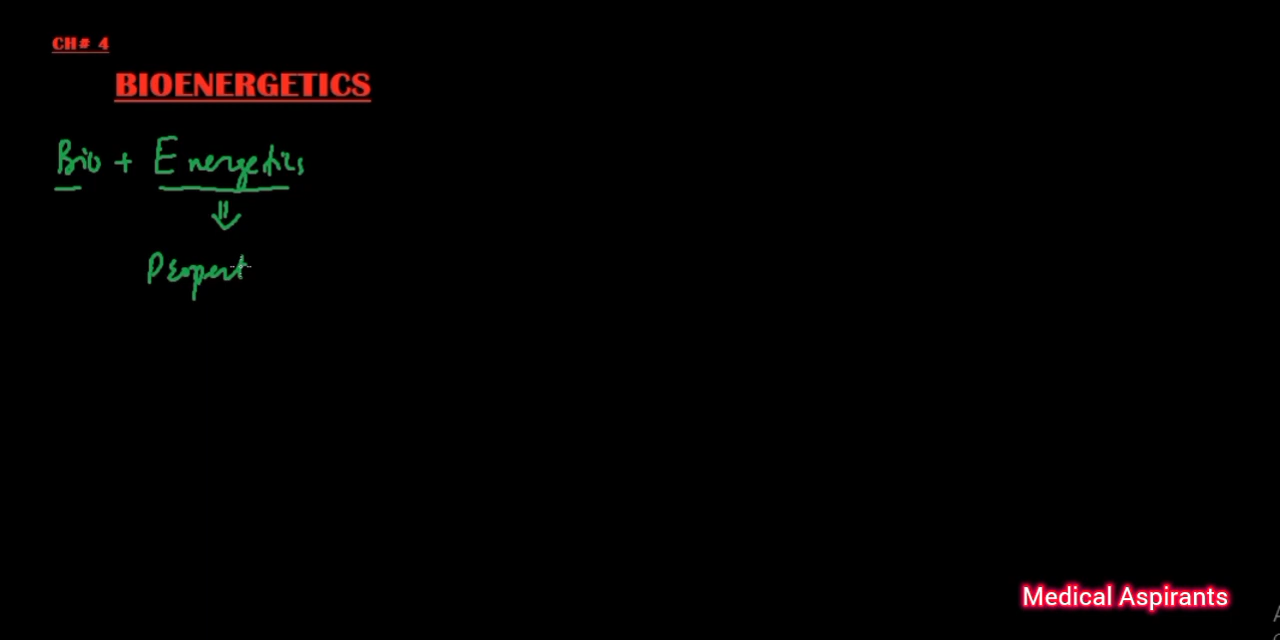 CH# 4
BIOENERGETICS
Bio + Energetics
Propert
Medical Aspirants